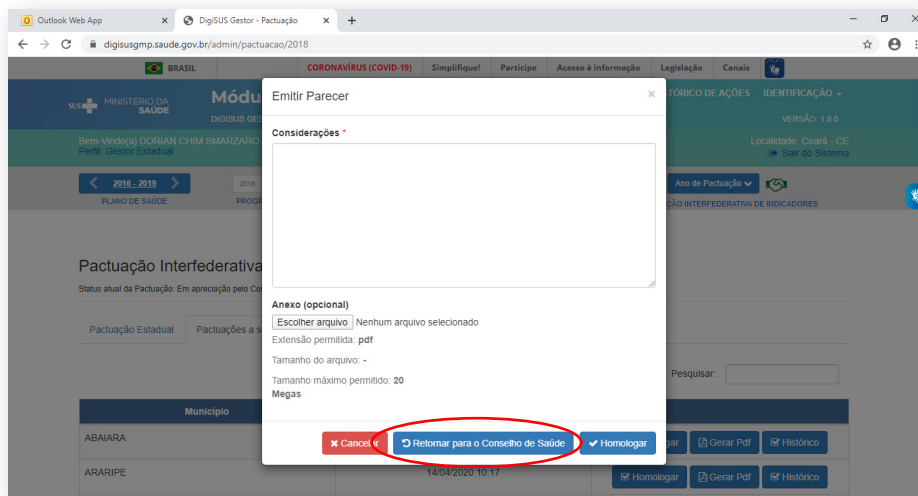 Outlook Web App
DigiSUS Gestor - Pactuação
digisusgmp.saude.gov.br/admin/pactuacao/2018
BRASIL CORONAVÍRUS (COVID-19) Simplifique! Participe Acesso à informação Legislação Canais
SUS MINISTÉRIO DA SAÚDE
Módu
DIGISUS GES
TÓRICO DE AÇÕES IDENTIFICAÇÃO
VERSÃO: 1.0.0
Bem-Vindo(a) DORIAN CHIM SMARZARO
Perfil: Gestor Estadual
Localidade: Ceará - CE
Sair do Sistema
2016 - 2019 2016 Ano de Pactuação
PLANO DE SAÚDE PROGR ÇÃO INTERFEDERATIVA DE INDICADORES
Emitir Parecer ×
Considerações *
Anexo (opcional)
Escolher arquivo Nenhum arquivo selecionado
Extensão permitida: pdf
Tamanho do arquivo: -
Tamanho máximo permitido: 20
Megas
Cancelar Retornar para o Conselho de Saúde Homologar
Pactuação Interfederativa
Status atual da Pactuação: Em apreciação pelo Co
Pactuação Estadual Pactuações a s
Pesquisar:
Município
ABAIARA gar Gerar Pdf Histórico
ARARIPE 14/04/2020 10:17 Homologar Gerar Pdf Histórico